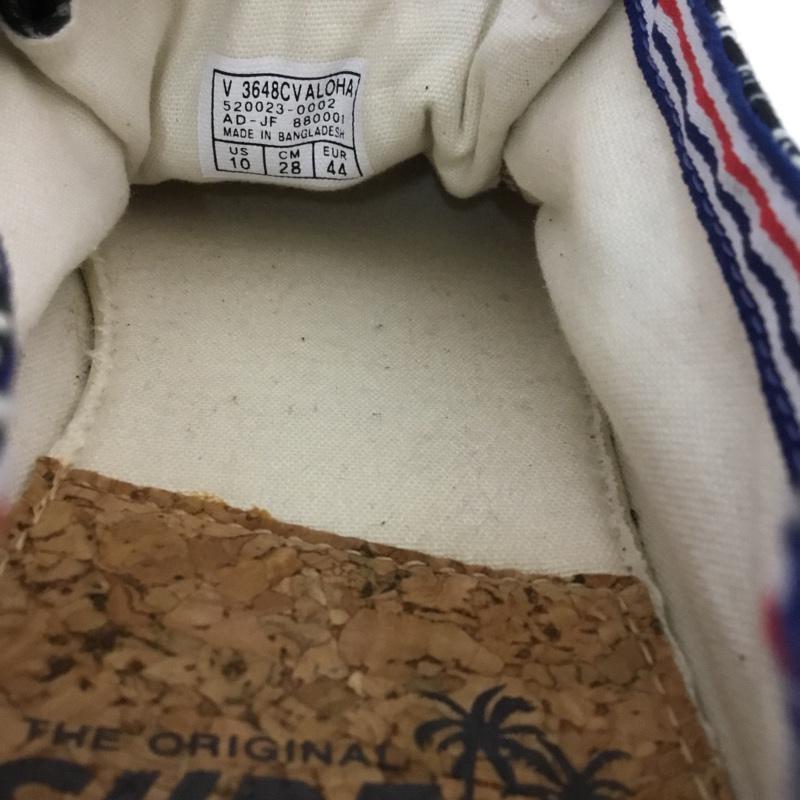 V 3648CV ALOHA
520023-0002
AD-JF 880001
MADE IN BANGLADESH
US CM EUR
10 28 44
THE ORIGINAL